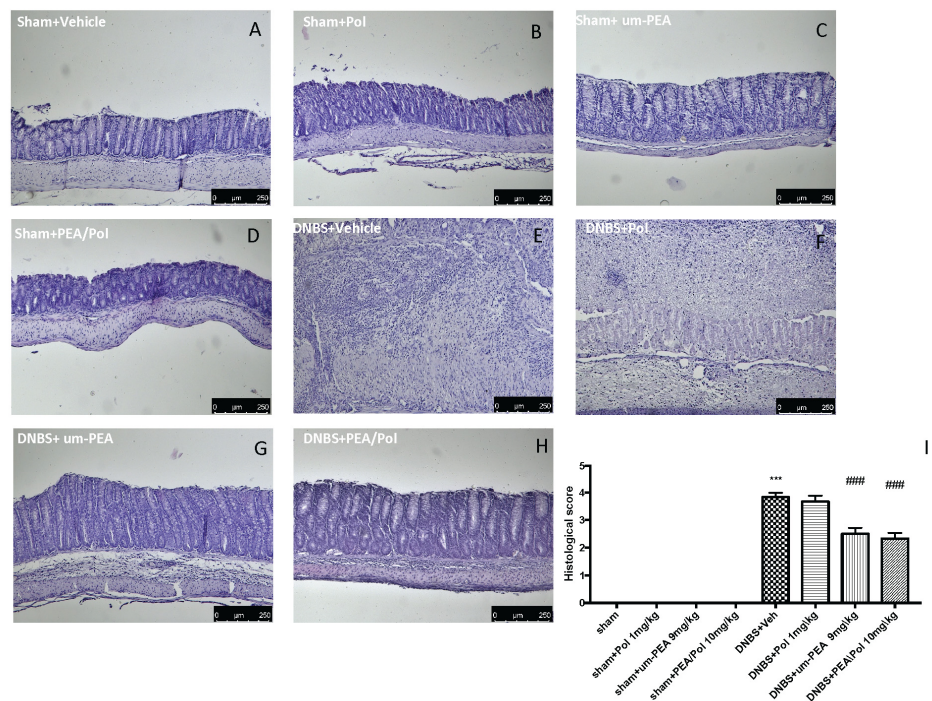 Sham+Vehicle
A
0 µm 250
Sham+Pol
B
0 µm 250
Sham+ um-PEA
C
0 µm 250
Sham+PEA/Pol
D
0 µm 250
DNBS+Vehicle
E
0 µm 250
DNBS+Pol
F
0 µm 250
DNBS+ um-PEA
G
0 µm 250
DNBS+PEA/Pol
H
0 µm 250
I
Histological score
5
4
3
2
1
0
***
###
###
sham
sham+Pol 1mg/kg
sham+um-PEA 9mg/kg
sham+PEA/Pol 10mg/kg
DNBS+Veh
DNBS+Pol 1mg\kg
DNBS+um-PEA 9mg\kg
DNBS+PEA\Pol 10mg\kg